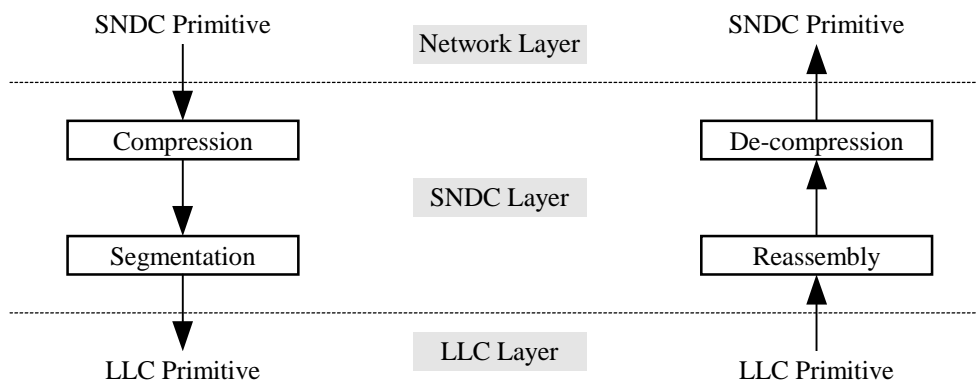 SNDC Primitive
Network Layer
SNDC Primitive
Compression
De-compression
SNDC Layer
Segmentation
Reassembly
LLC Layer
LLC Primitive
LLC Primitive